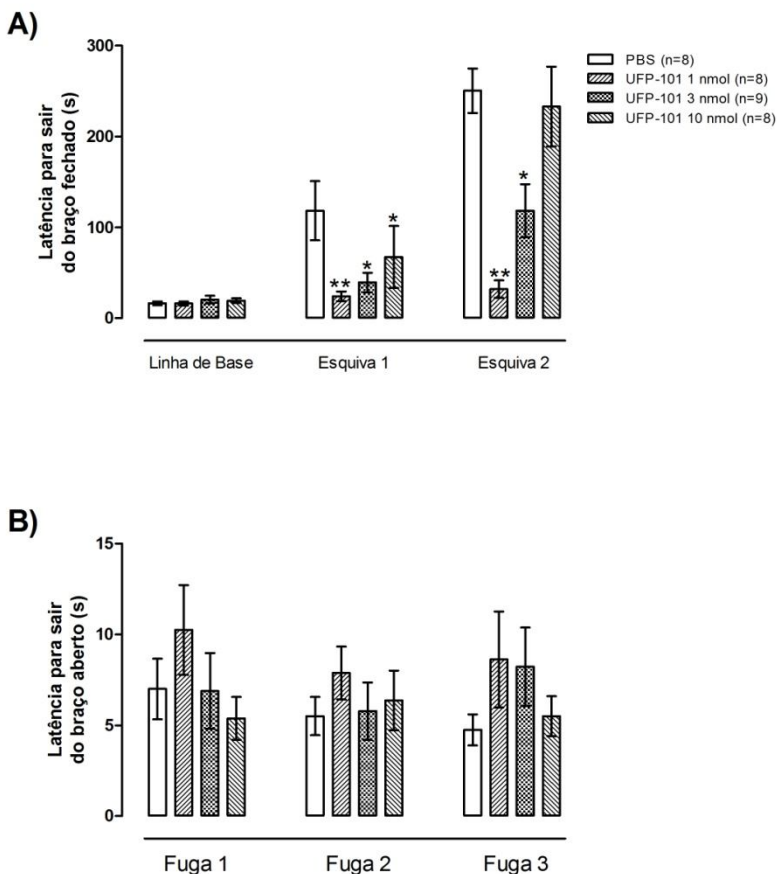 A)
Latência para sair
do braço fechado (s)
300
200
100
0
**
*
*
**
*
Linha de Base
Esquiva 1
Esquiva 2
PBS (n=8)
UFP-101 1 nmol (n=8)
UFP-101 3 nmol (n=9)
UFP-101 10 nmol (n=8)
B)
Latência para sair
do braço aberto (s)
15
10
5
0
Fuga 1
Fuga 2
Fuga 3